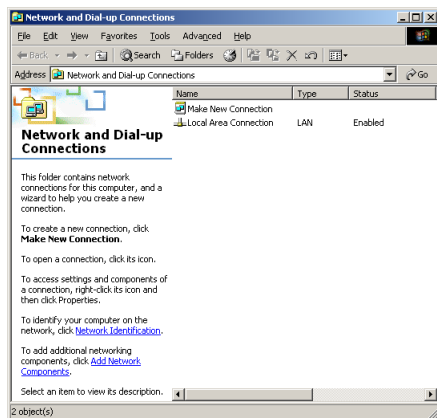 Network and Dial-up Connections
File Edit View Favorites Tools Advanced Help
Back Search Folders
Address Network and Dial-up Connections Go
Name Type Status
Make New Connection
Local Area Connection LAN Enabled
Network and Dial-up
Connections
This folder contains network
connections for this computer, and a
wizard to help you create a new
connection.
To create a new connection, click
Make New Connection.
To open a connection, click its icon.
To access settings and components of
a connection, right-click its icon and
then click Properties.
To identify your computer on the
network, click Network Identification.
To add additional networking
components, click Add Network
Components.
Select an item to view its description.
2 object(s)